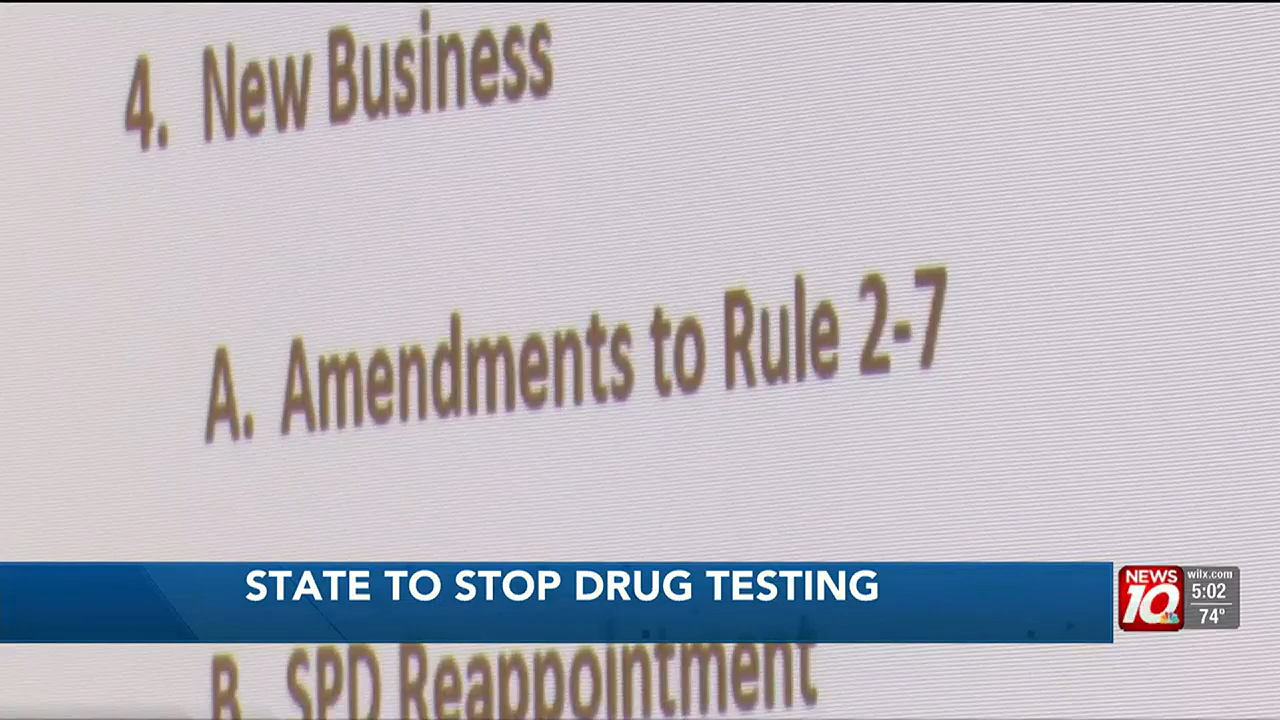 4. New Business
A. Amendments to Rule 2-7
STATE TO STOP DRUG TESTING
NEWS
10
wilx.com
5:02
74°
B. SPD Reappointment